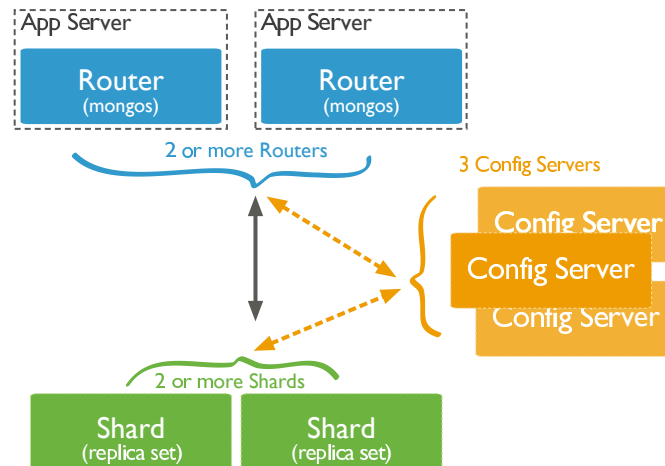 App Server
App Server
Router
(mongos)
Router
(mongos)
2 or more Routers
3 Config Servers
Config Server
Config Server
Config Server
2 or more Shards
Shard
(replica set)
Shard
(replica set)